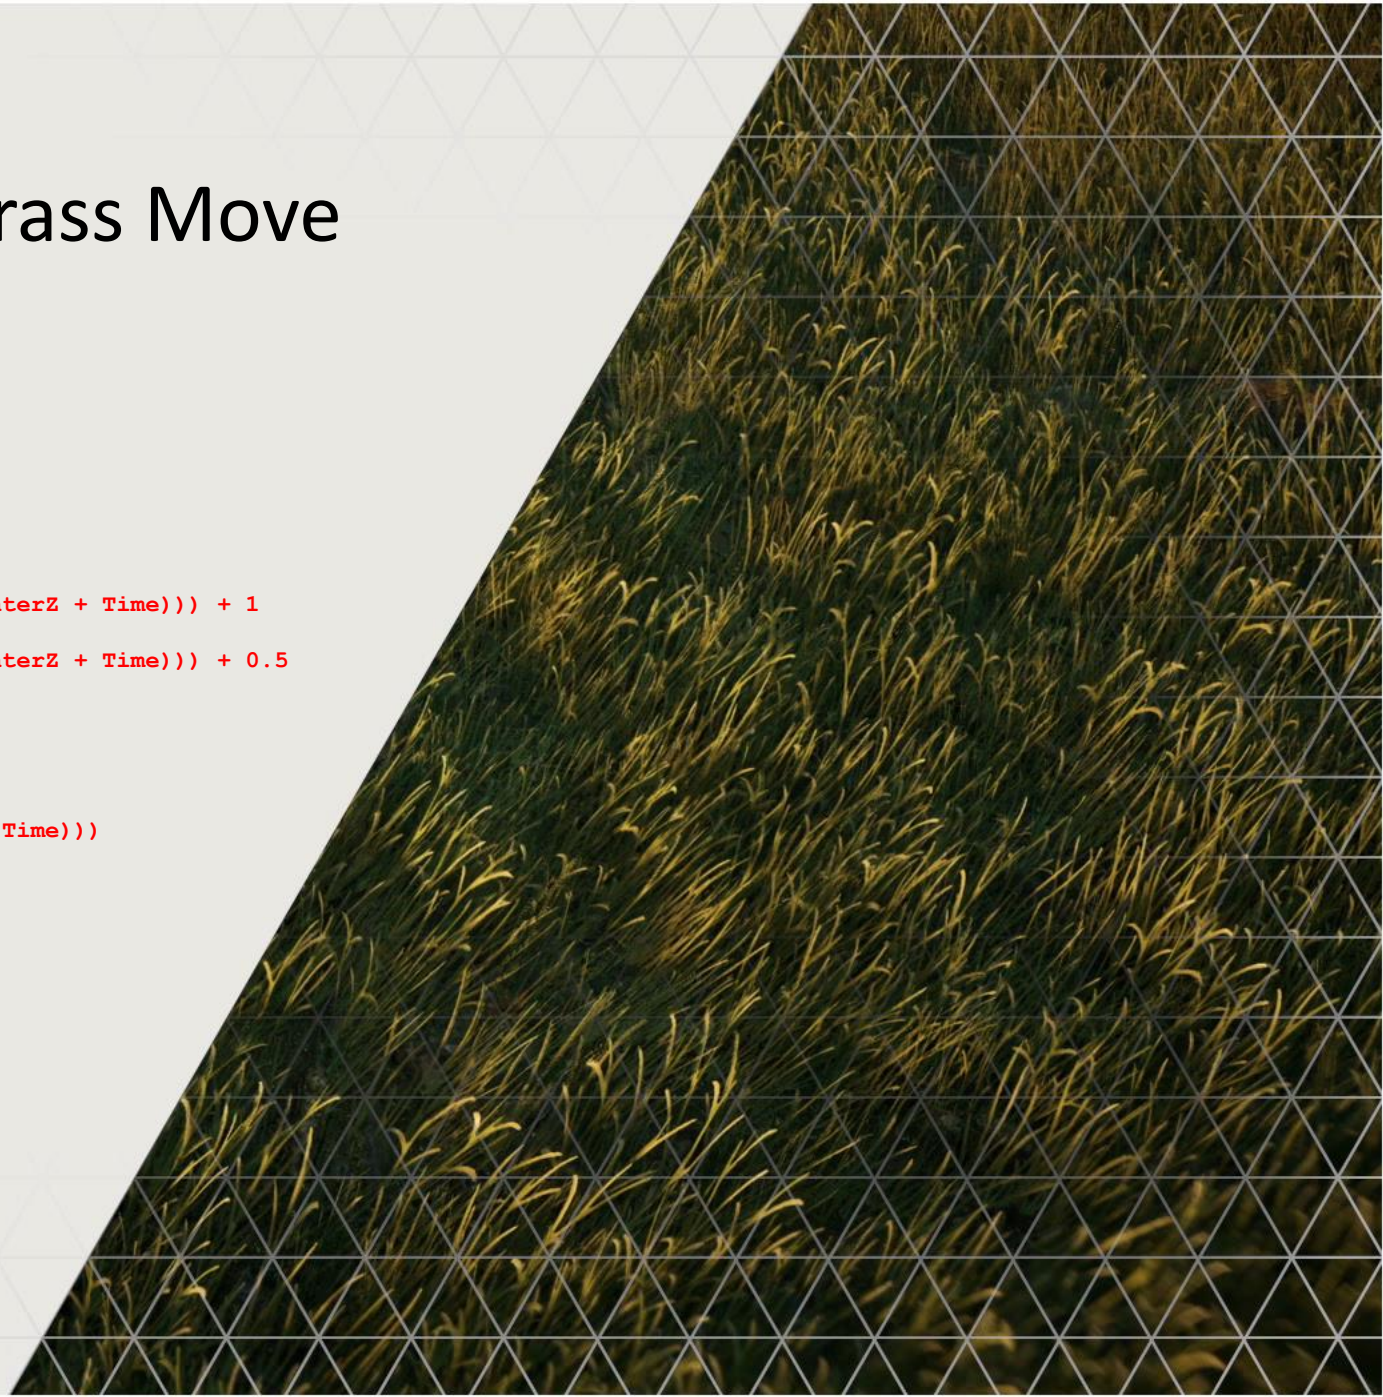 rass Move
terZ + Time))) + 1
terZ + Time))) + 0.5
Time)))